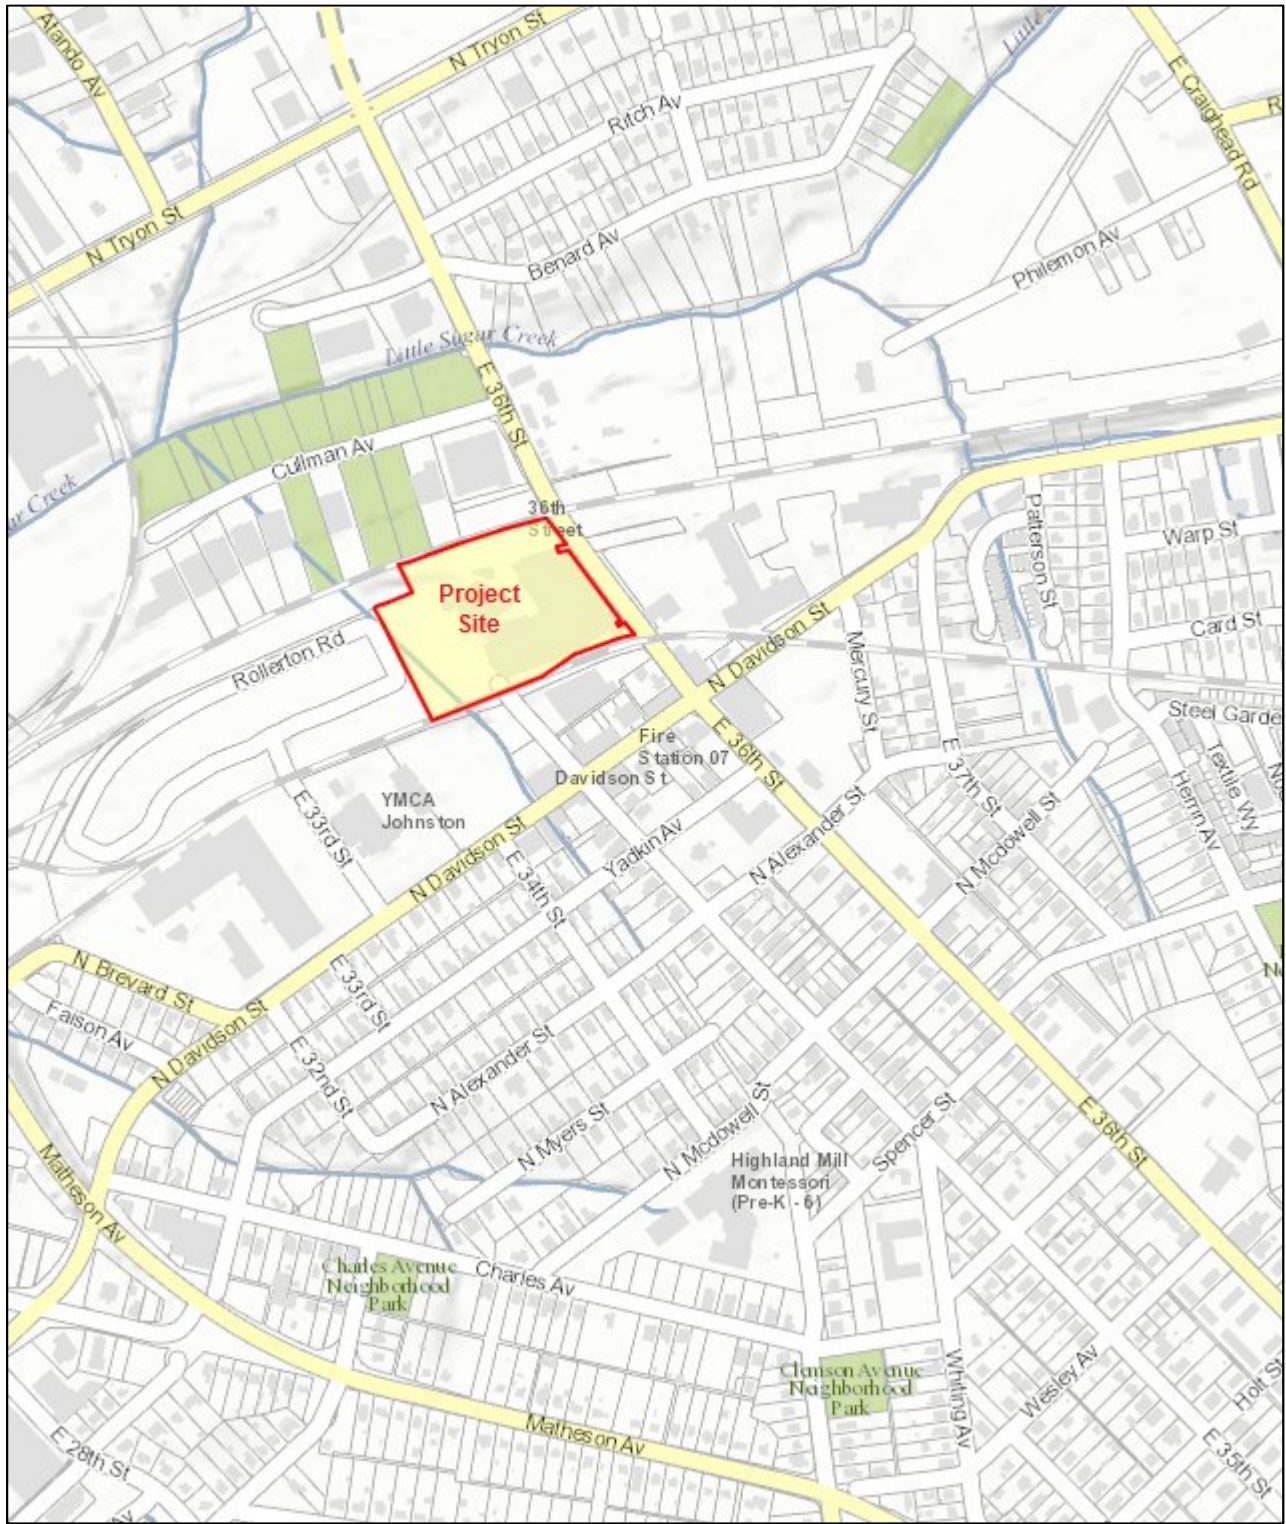 Atando Av
N Tryon St
Ritch Av
E Craighead Rd
N Tryon St
Benard Av
Philemon Av
Little Sugar Creek
E 36th St
Cullman Av
Creek
36th
Street
Patterson St
Warp St
Project
Site
Card St
Rollerton Rd
N Davidson St
Mercury St
Steel Garde
Fire
Station 07
E 36th St
E 37th St
Textile Wy
Davidson St
Herrin Av
YMCA
Johnston
E 33rd St
N Mcdowell St
N Alexander St
Yadkin Av
N Davidson St
E 34th St
N Brevard St
E 33rd St
Faison Av
N Davidson St
E 32nd St
N Alexander St
N Myers St
N Mcdowell St
Spencer St
E 36th St
Matheson Av
Highland Mill
Montessori
(Pre-K - 6)
Charles Avenue
Neighborhood
Park
Charles Av
Clemson Avenue
Neighborhood
Park
Whiting Av
Wesley Av
Holt S
Matheson Av
E 28th St
E 35th St
Av